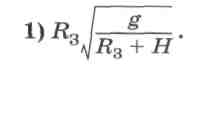 1) R₃√(g/(R₃ + H)).